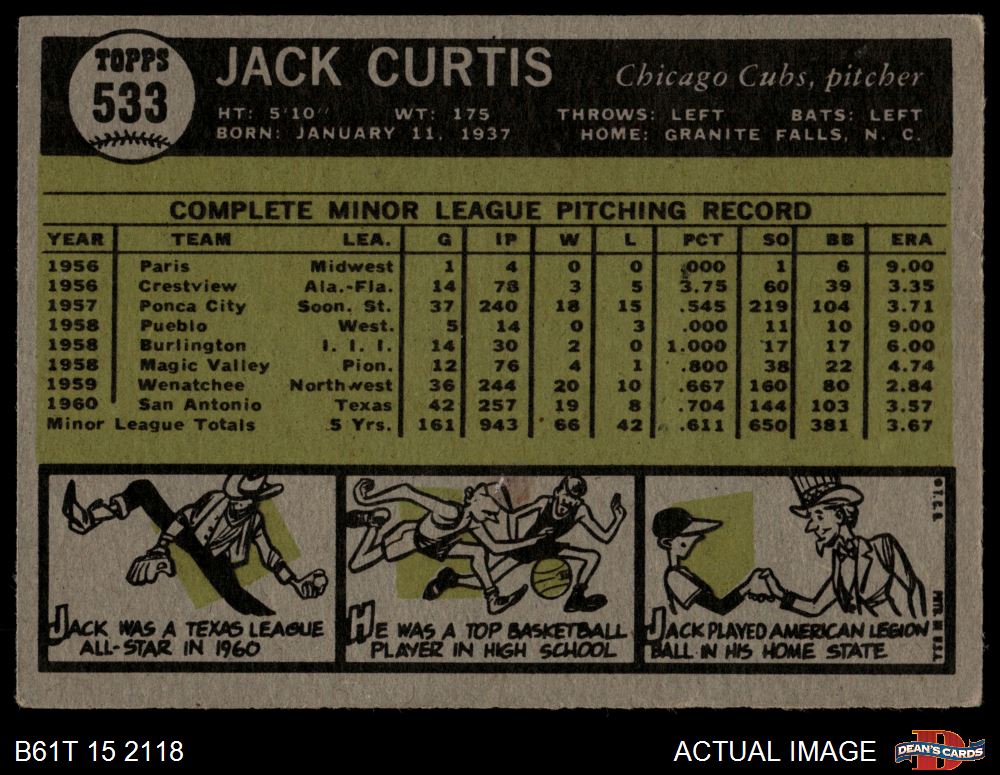 TOPPS
533
JACK CURTIS
Chicago Cubs, pitcher
HT: 5'10" WT: 175 THROWS: LEFT BATS: LEFT
BORN: JANUARY 11, 1937 HOME: GRANITE FALLS, N. C.
COMPLETE MINOR LEAGUE PITCHING RECORD
YEAR TEAM LEA. G IP W L PCT SO BB ERA
1956 Paris Midwest 1 4 0 0 .000 1 6 9.00
1956 Crestview Ala.-Fla. 14 78 3 5 3.75 60 39 3.35
1957 Ponca City Soon. St. 37 240 18 15 .545 219 104 3.71
1958 Pueblo West. 5 14 0 3 .000 11 10 9.00
1958 Burlington I. I. I. 14 30 2 0 1.000 17 17 6.00
1958 Magic Valley Pion. 12 76 4 1 .800 38 22 4.74
1959 Wenatchee Northwest 36 244 20 10 .667 160 80 2.84
1960 San Antonio Texas 42 257 19 8 .704 144 103 3.57
Minor League Totals 5 Yrs. 161 943 66 42 .611 650 381 3.67
JACK WAS A TEXAS LEAGUE
ALL-STAR IN 1960
HE WAS A TOP BASKETBALL
PLAYER IN HIGH SCHOOL
JACK PLAYED AMERICAN LEGION
BALL IN HIS HOME STATE
© T.C.G.
PRTD. IN U.S.A.
B61T 15 2118
ACTUAL IMAGE
DEAN'S CARDS